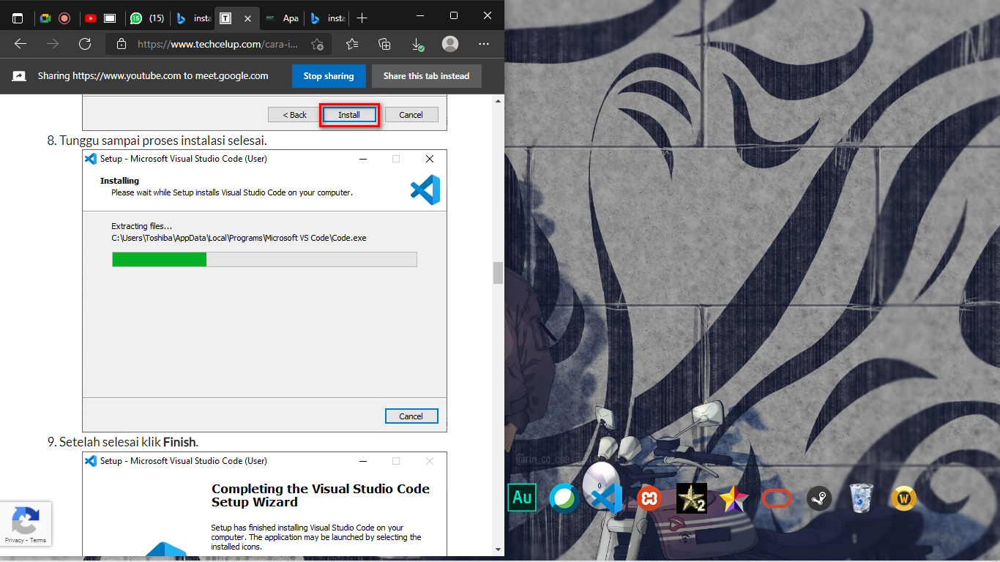 (15)
insta
Apa
insta
https://www.techcelup.com/cara-i...
Sharing https://www.youtube.com to meet.google.com
Stop sharing
Share this tab instead
< Back
Install
Cancel
8. Tunggu sampai proses instalasi selesai.
Setup - Microsoft Visual Studio Code (User)
Installing
Please wait while Setup installs Visual Studio Code on your computer.
Extracting files...
C:\Users\Toshiba\AppData\Local\Programs\Microsoft VS Code\Code.exe
Cancel
9. Setelah selesai klik Finish.
Setup - Microsoft Visual Studio Code (User)
Completing the Visual Studio Code
Setup Wizard
Setup has finished installing Visual Studio Code on your
computer. The application may be launched by selecting the
installed icons.
Privacy - Terms
Au
0
2
W